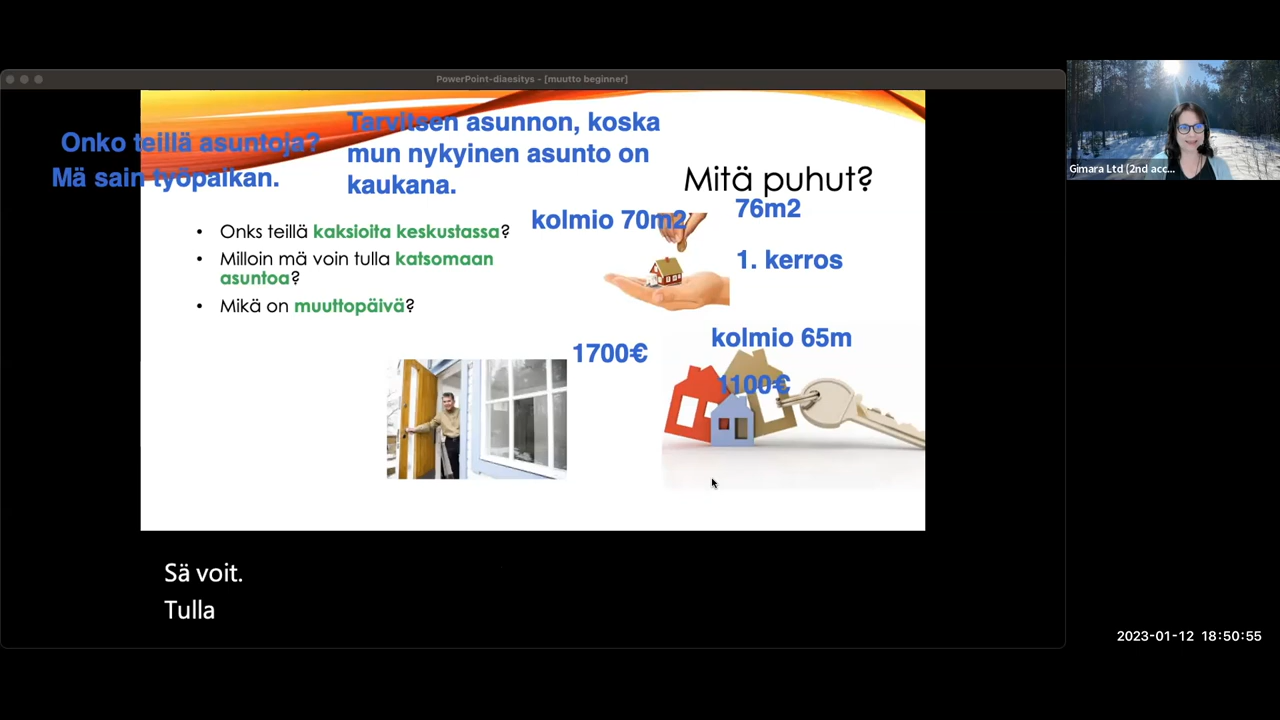 PowerPoint-diaesitys - [muutto beginner]
Onko teillä asuntoja?
Mä sain työpaikan.
Tarvitsen asunnon, koska
mun nykyinen asunto on
kaukana.
Mitä puhut?
kolmio 70m2
76m2
1. kerros
• Onks teillä kaksioita keskustassa?
• Milloin mä voin tulla katsomaan
asuntoa?
• Mikä on muuttopäivä?
1700€
kolmio 65m
1100€
Sä voit.
Tulla
Gimara Ltd (2nd acc...
2023-01-12 18:50:55